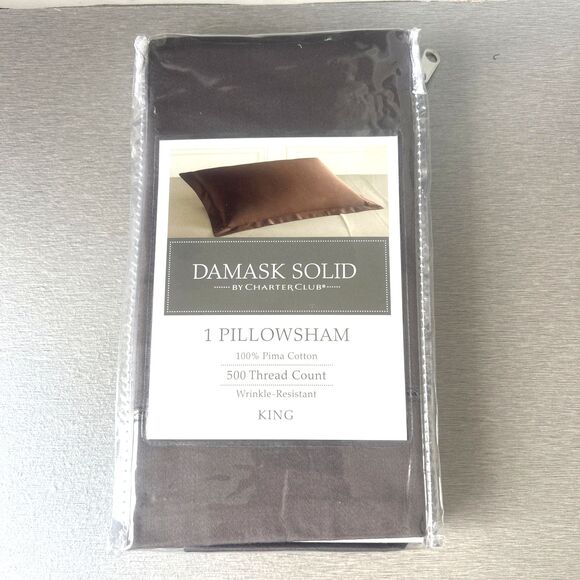 DAMASK SOLID
BY CHARTER CLUB®
1 PILLOWSHAM
100% Pima Cotton
500 Thread Count
Wrinkle-Resistant
KING